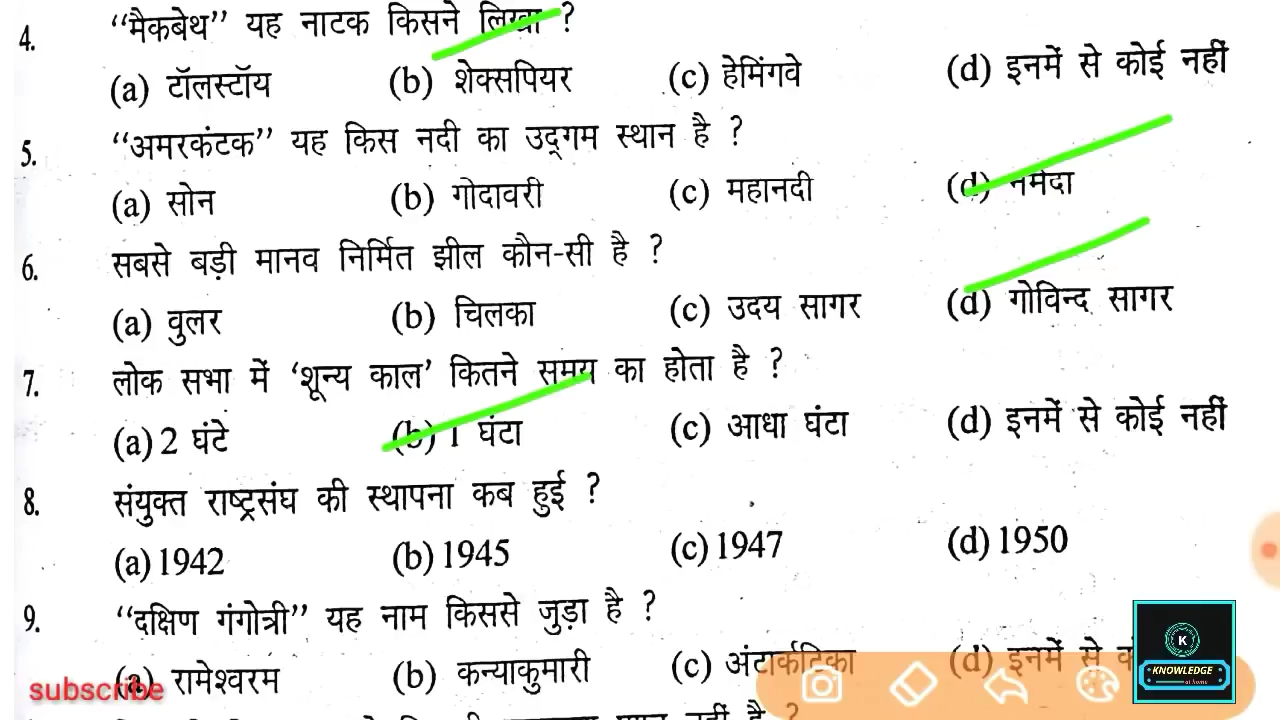 4. “मैकबेथ” यह नाटक किसने लिखा ?
(a) टॉलस्टॉय (b) शेक्सपियर (c) हेमिंगवे (d) इनमें से कोई नहीं
5. “अमरकंटक” यह किस नदी का उद्गम स्थान है ?
(a) सोन (b) गोदावरी (c) महानदी (d) नर्मदा
6. सबसे बड़ी मानव निर्मित झील कौन-सी है ?
(a) वुलर (b) चिलका (c) उदय सागर (d) गोविन्द सागर
7. लोक सभा में ‘शून्य काल’ कितने समय का होता है ?
(a) 2 घंटे (b) 1 घंटा (c) आधा घंटा (d) इनमें से कोई नहीं
8. संयुक्त राष्ट्रसंघ की स्थापना कब हुई ?
(a) 1942 (b) 1945 (c) 1947 (d) 1950
9. “दक्षिण गंगोत्री” यह नाम किससे जुड़ा है ?
(a) रामेश्वरम (b) कन्याकुमारी (c) अंटार्कटिका (d) इनमें से
subscribe
K
KNOWLEDGE
at home
नहीं है ?